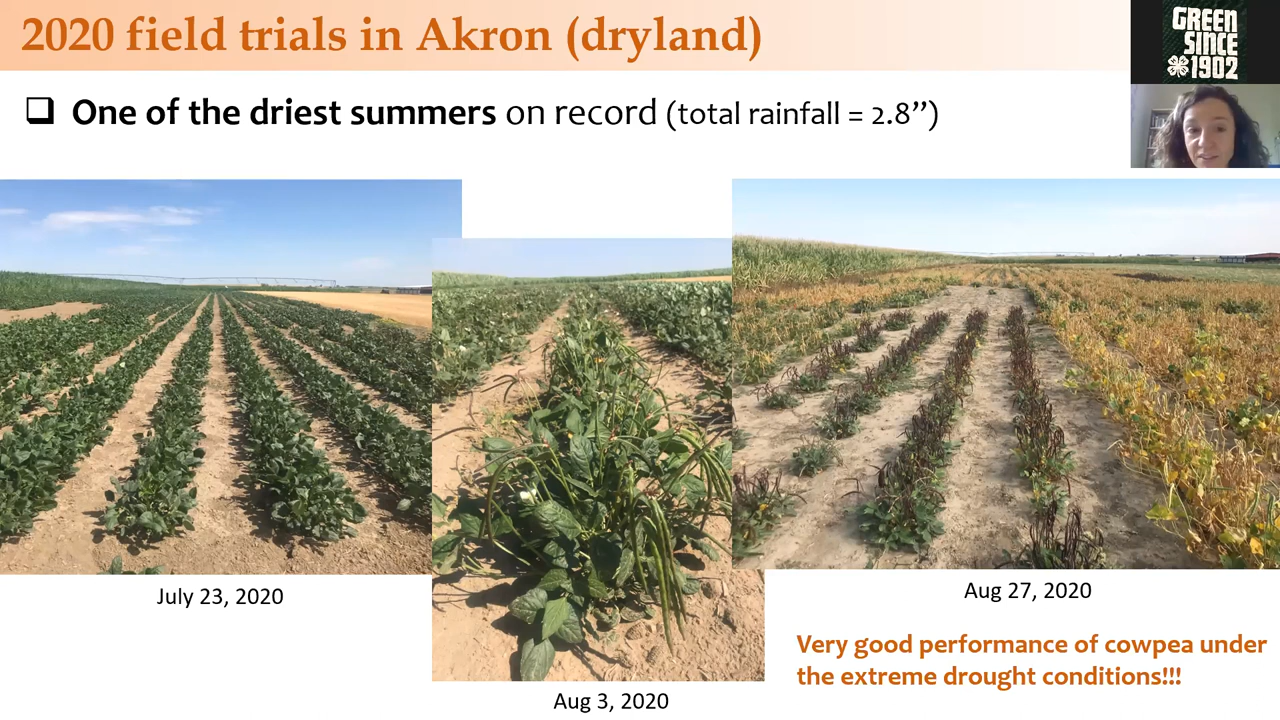 2020 field trials in Akron (dryland)
GREEN
SINCE
1902
❑ One of the driest summers on record (total rainfall = 2.8”)
July 23, 2020
Aug 3, 2020
Aug 27, 2020
Very good performance of cowpea under
the extreme drought conditions!!!